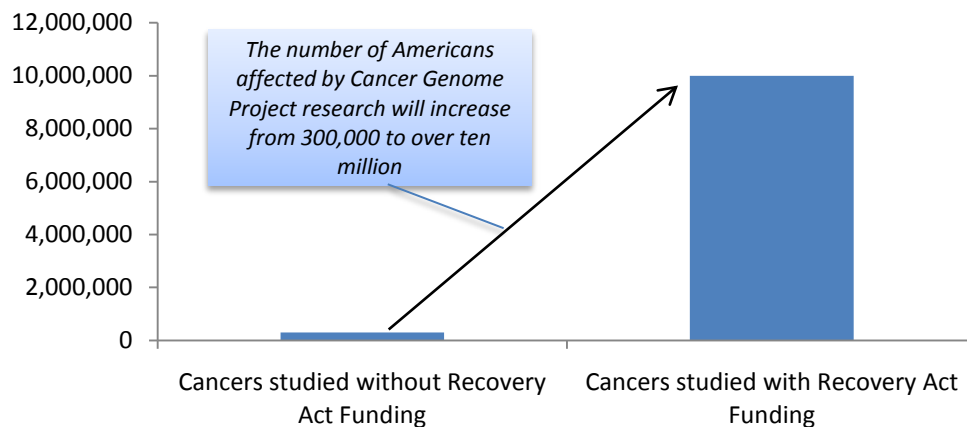 12,000,000
10,000,000
8,000,000
6,000,000
4,000,000
2,000,000
0
The number of Americans
affected by Cancer Genome
Project research will increase
from 300,000 to over ten
million
Cancers studied without Recovery
Act Funding
Cancers studied with Recovery Act
Funding